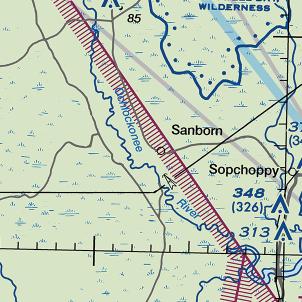 WILDERNESS
85
Ochlockonee
Sanborn
Sopchoppy
River
348
(326)
313